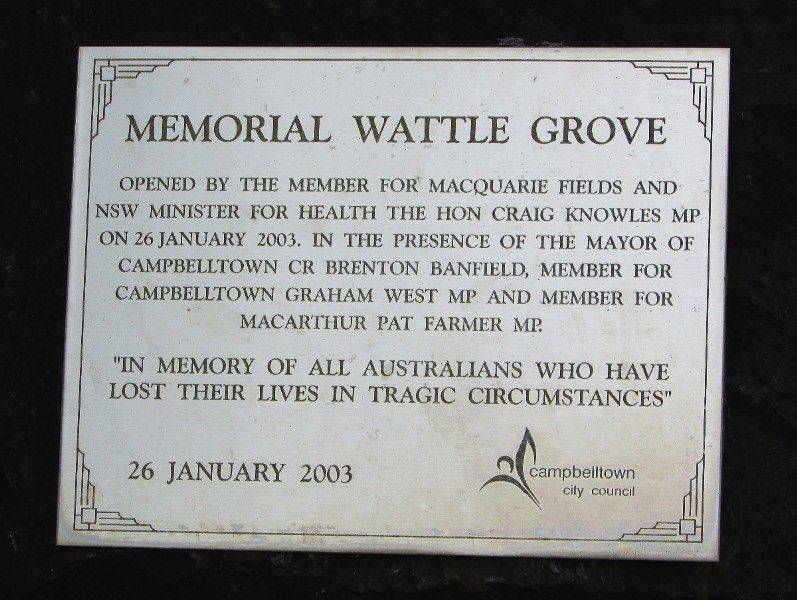 MEMORIAL WATTLE GROVE
OPENED BY THE MEMBER FOR MACQUARIE FIELDS AND
NSW MINISTER FOR HEALTH THE HON CRAIG KNOWLES MP
ON 26 JANUARY 2003. IN THE PRESENCE OF THE MAYOR OF
CAMPBELLTOWN CR BRENTON BANFIELD, MEMBER FOR
CAMPBELLTOWN GRAHAM WEST MP AND MEMBER FOR
MACARTHUR PAT FARMER MP.
"IN MEMORY OF ALL AUSTRALIANS WHO HAVE
LOST THEIR LIVES IN TRAGIC CIRCUMSTANCES"
26 JANUARY 2003
campbelltown
city council